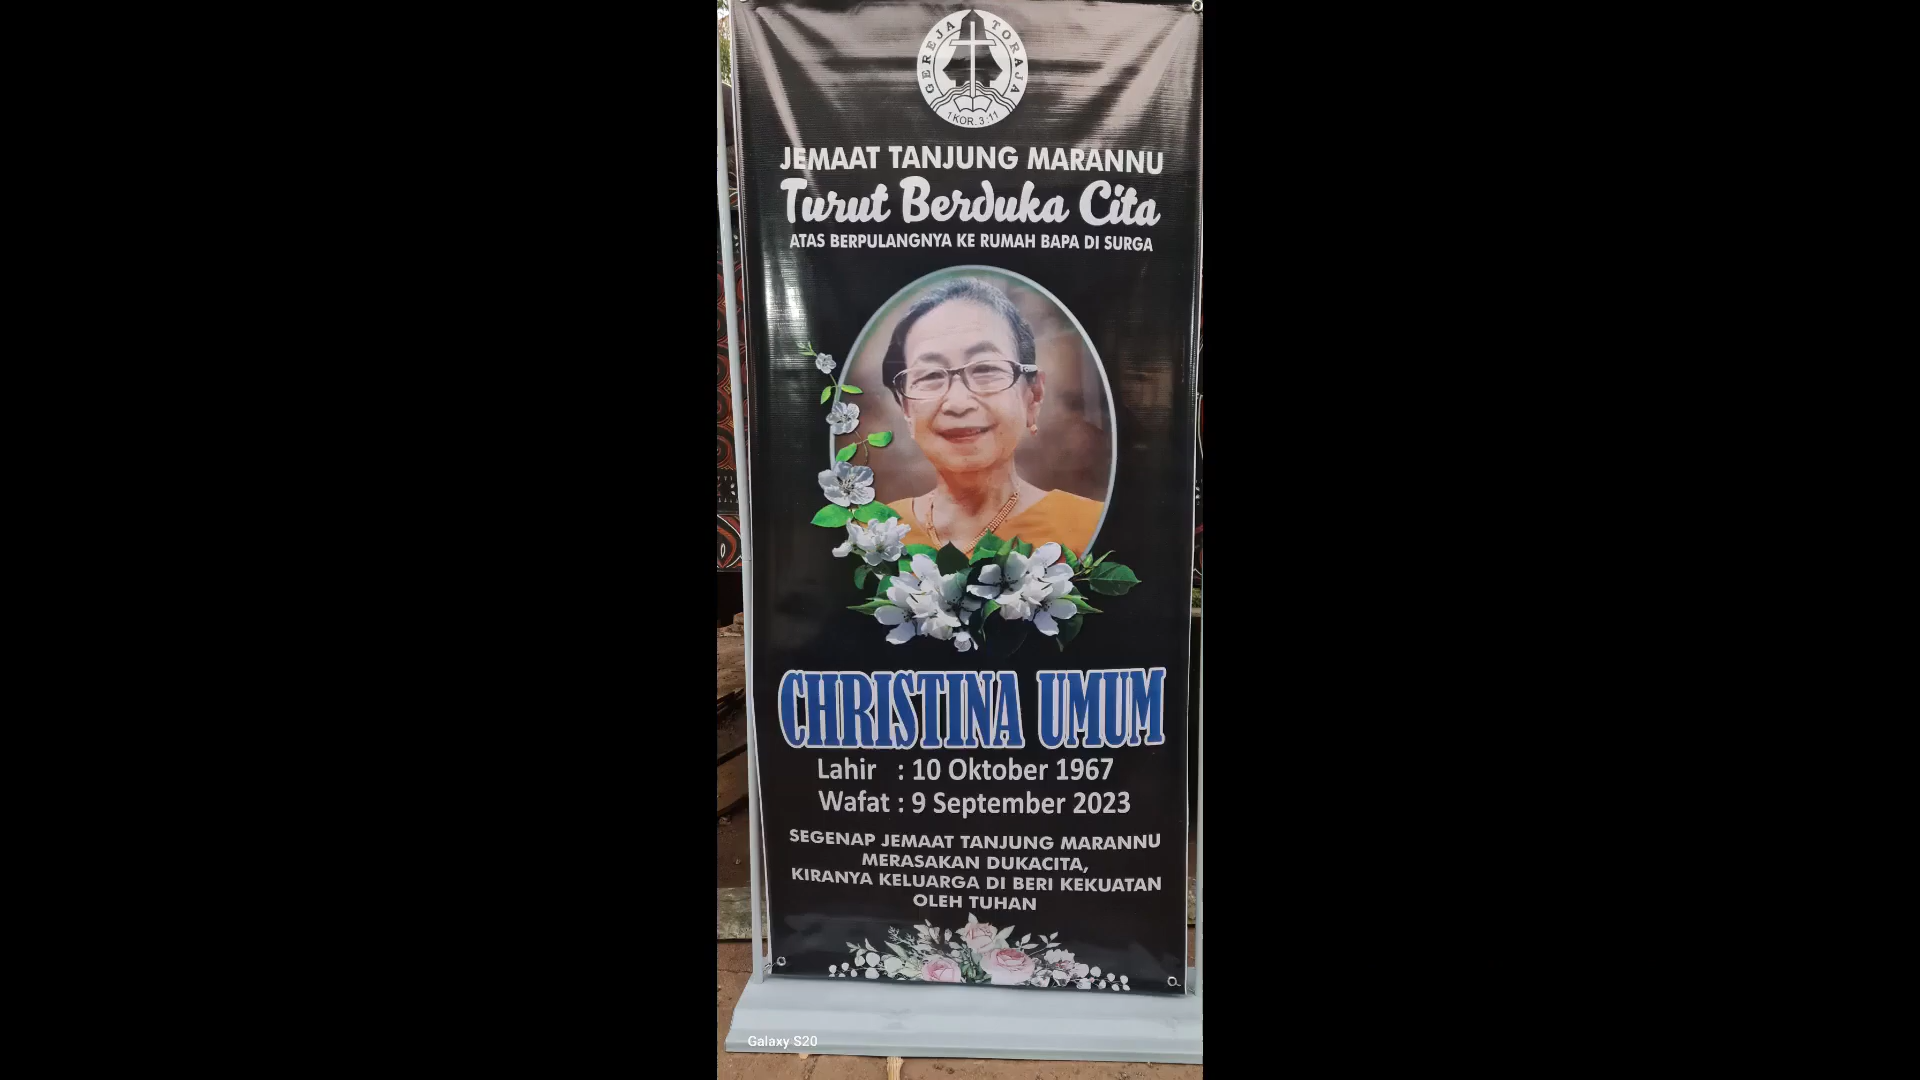 GEREJA TORAJA
1 KOR. 3:11
JEMAAT TANJUNG MARANNU
Turut Berduka Cita
ATAS BERPULANGNYA KE RUMAH BAPA DI SURGA
CHRISTINA UMUM
Lahir : 10 Oktober 1967
Wafat : 9 September 2023
SEGENAP JEMAAT TANJUNG MARANNU
MERASAKAN DUKACITA,
KIRANYA KELUARGA DI BERI KEKUATAN
OLEH TUHAN
Galaxy S20